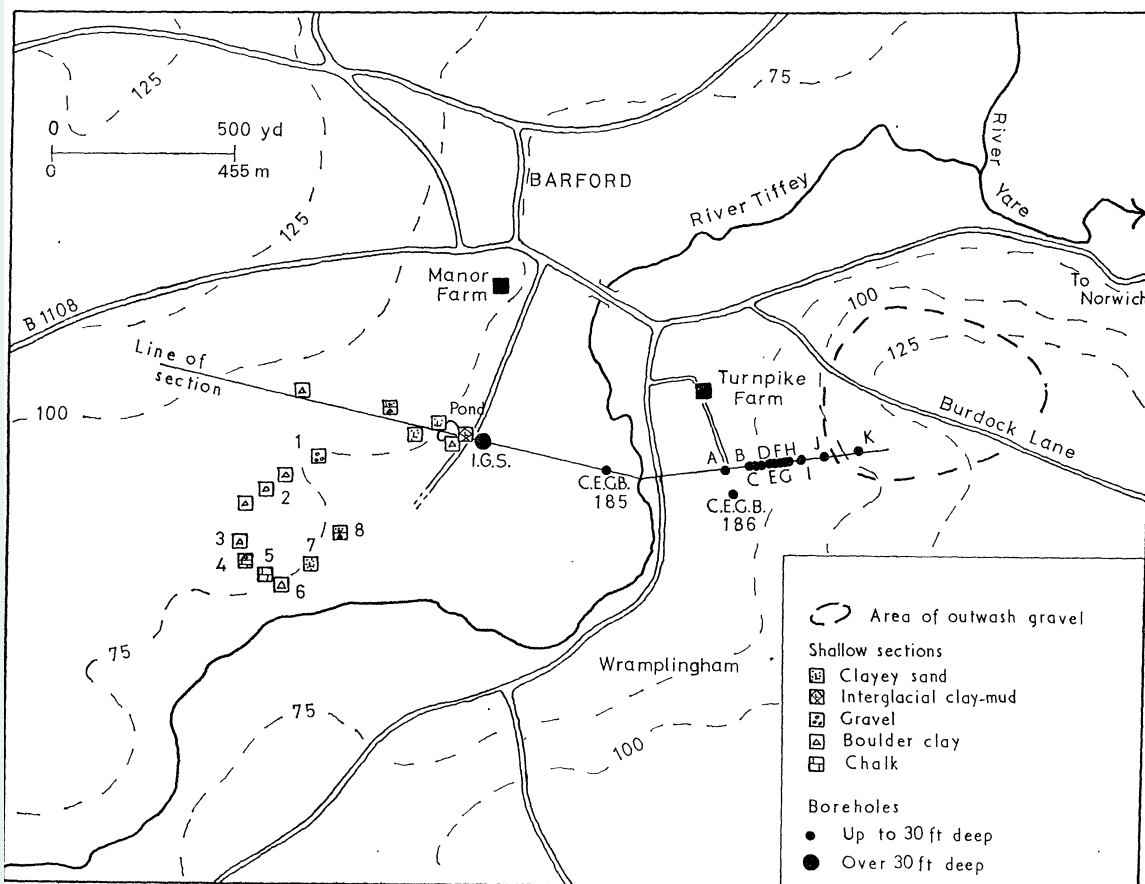 125
75
0 500 yd
0 455 m
River
Yare
BARFORD
River Tiffey
125
Manor
Farm
To
Norwich
B 1108
100
125
Line of
section
Turnpike
Farm
100
Pond
Burdock Lane
1
I.G.S.
A B C D E F G H J K
C.E.G.B.
185
2
C.E.G.B.
186
3
8
4 5 7
6
75
Wramplingham
75
100
Area of outwash gravel
Shallow sections
Clayey sand
Interglacial clay-mud
Gravel
Boulder clay
Chalk
Boreholes
Up to 30 ft deep
Over 30 ft deep